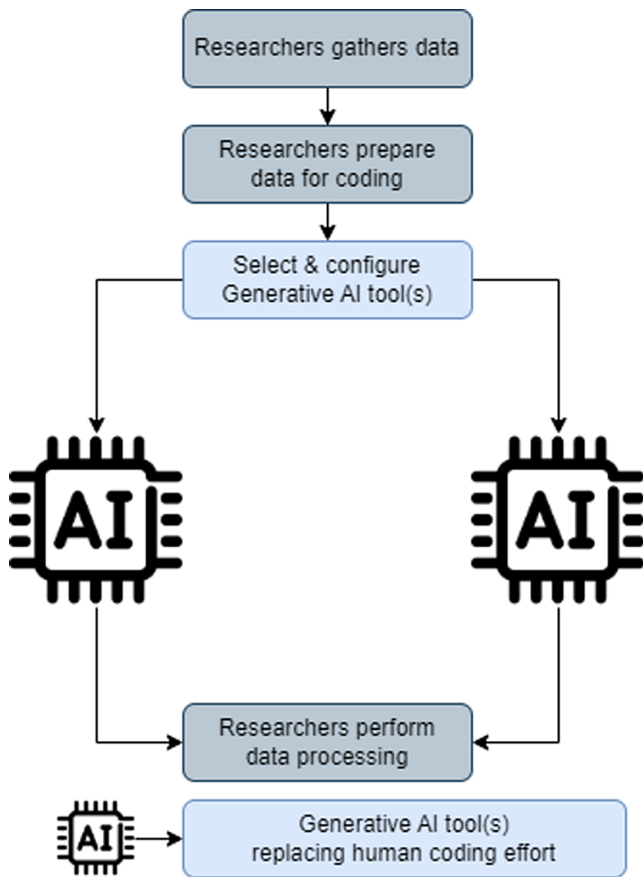 Researchers gathers data
Researchers prepare
data for coding
Select & configure
Generative AI tool(s)
AI
AI
Researchers perform
data processing
AI
Generative AI tool(s)
replacing human coding effort